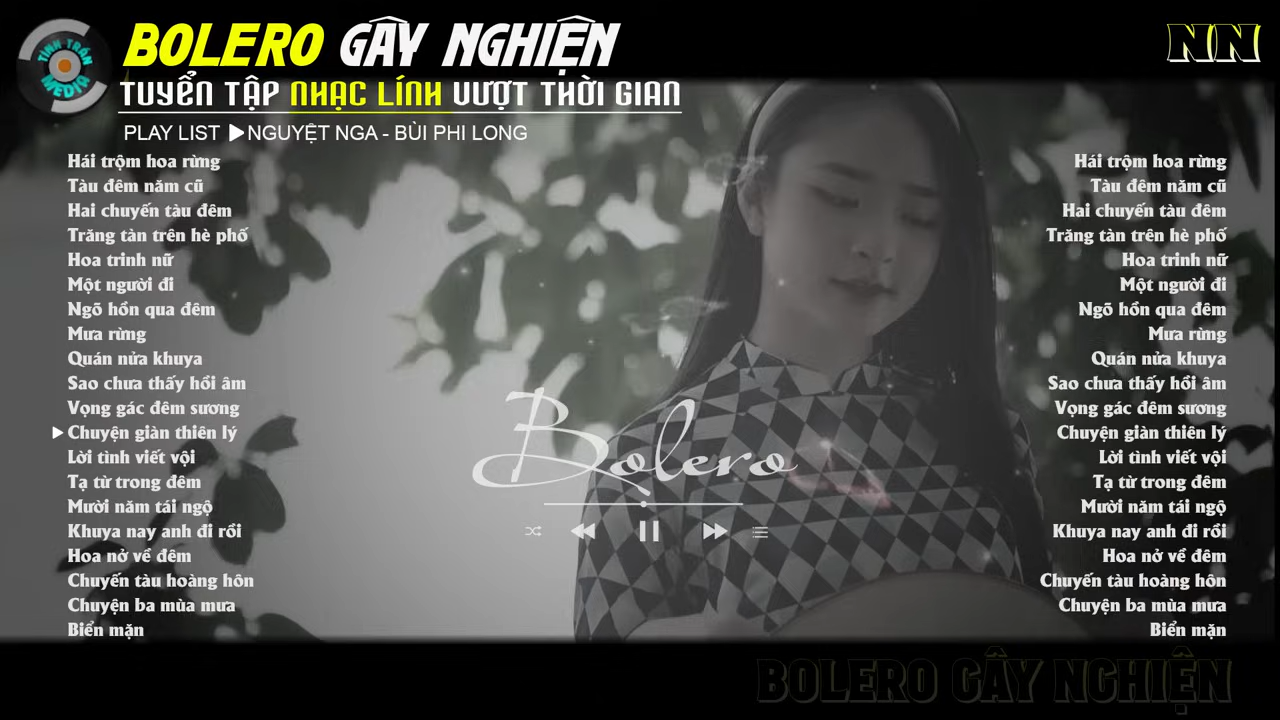 TÌNH TRẦN
MEDIA
BOLERO GÂY NGHIỆN
NN
TUYỂN TẬP NHẠC LÍNH VƯỢT THỜI GIAN
PLAY LIST ▶NGUYỆT NGA - BÙI PHI LONG
Hái trộm hoa rừng
Tàu đêm năm cũ
Hai chuyến tàu đêm
Trăng tàn trên hè phố
Hoa trinh nữ
Một người đi
Ngõ hồn qua đêm
Mưa rừng
Quán nửa khuya
Sao chưa thấy hồi âm
Vọng gác đêm sương
Chuyện giàn thiên lý
Lời tình viết vội
Tạ từ trong đêm
Mười năm tái ngộ
Khuya nay anh đi rồi
Hoa nở về đêm
Chuyến tàu hoàng hôn
Chuyện ba mùa mưa
Biển mặn
Bolero
Hái trộm hoa rừng
Tàu đêm năm cũ
Hai chuyến tàu đêm
Trăng tàn trên hè phố
Hoa trinh nữ
Một người đi
Ngõ hồn qua đêm
Mưa rừng
Quán nửa khuya
Sao chưa thấy hồi âm
Vọng gác đêm sương
Chuyện giàn thiên lý
Lời tình viết vội
Tạ từ trong đêm
Mười năm tái ngộ
Khuya nay anh đi rồi
Hoa nở về đêm
Chuyến tàu hoàng hôn
Chuyện ba mùa mưa
Biển mặn
BOLERO GÂY NGHIỆN